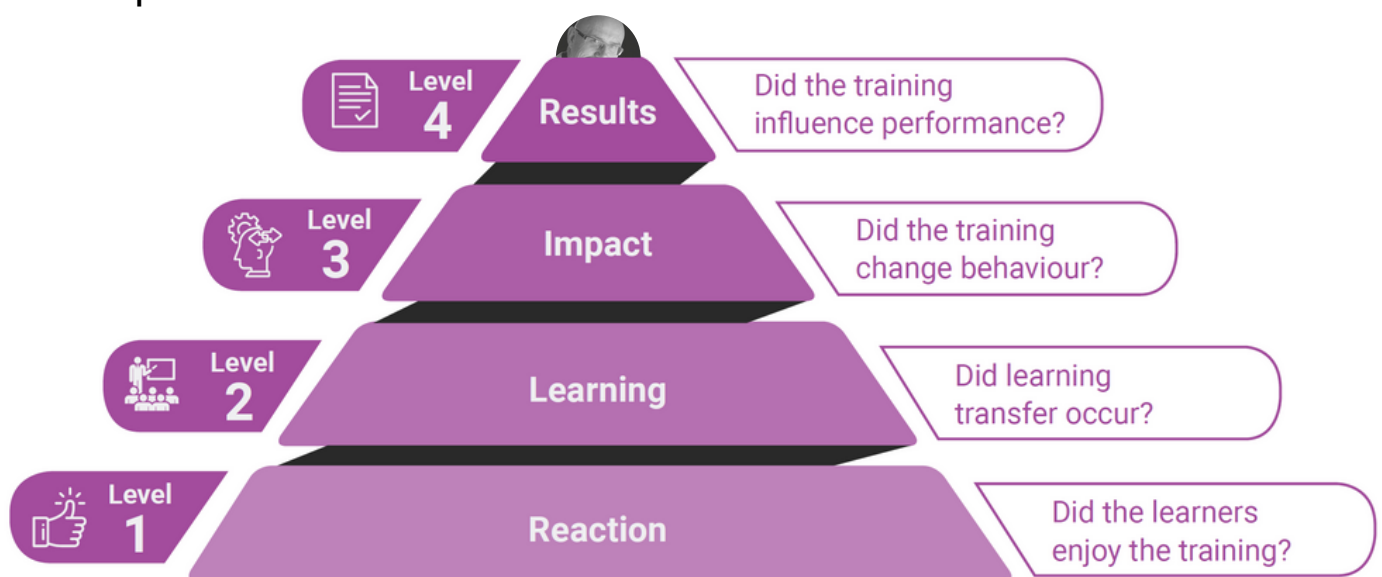 Level
4
Results
Did the training
influence performance?
Level
3
Impact
Did the training
change behaviour?
Level
2
Learning
Did learning
transfer occur?
Level
1
Reaction
Did the learners
enjoy the training?